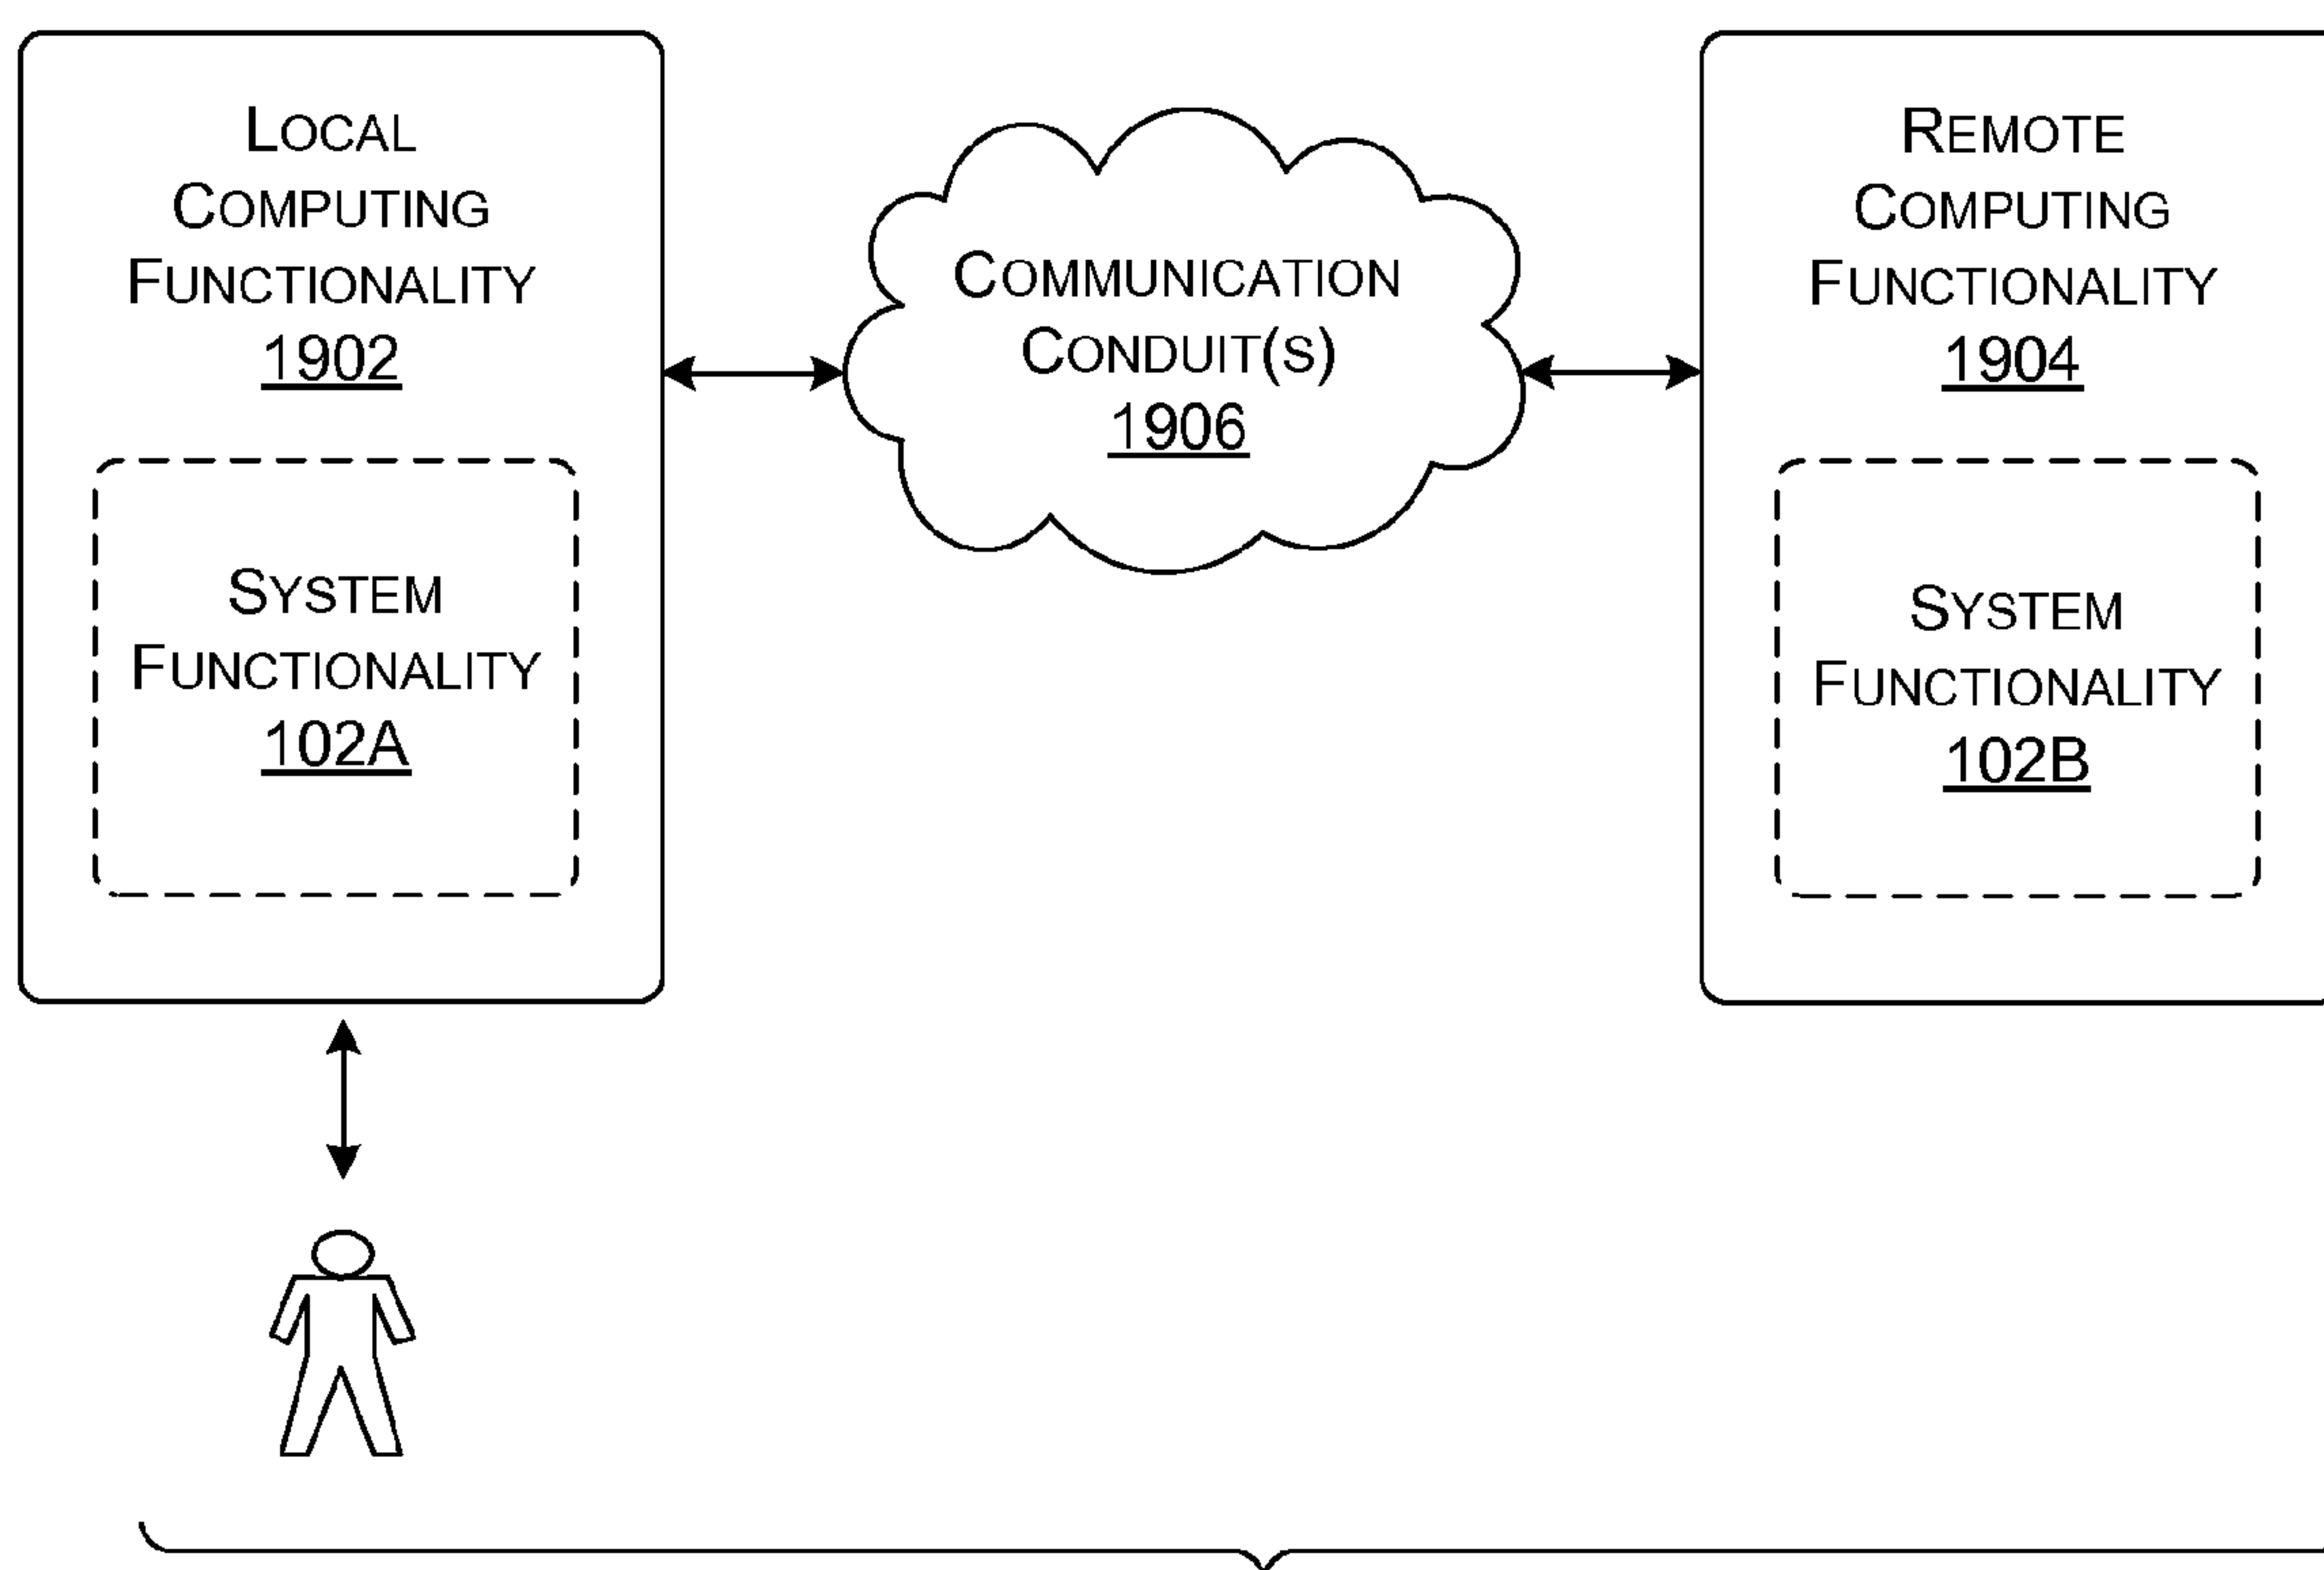 LOCAL
COMPUTING
FUNCTIONALITY
1902
SYSTEM
FUNCTIONALITY
102A
COMMUNICATION
CONDUIT(S)
1906
REMOTE
COMPUTING
FUNCTIONALITY
1904
SYSTEM
FUNCTIONALITY
102B